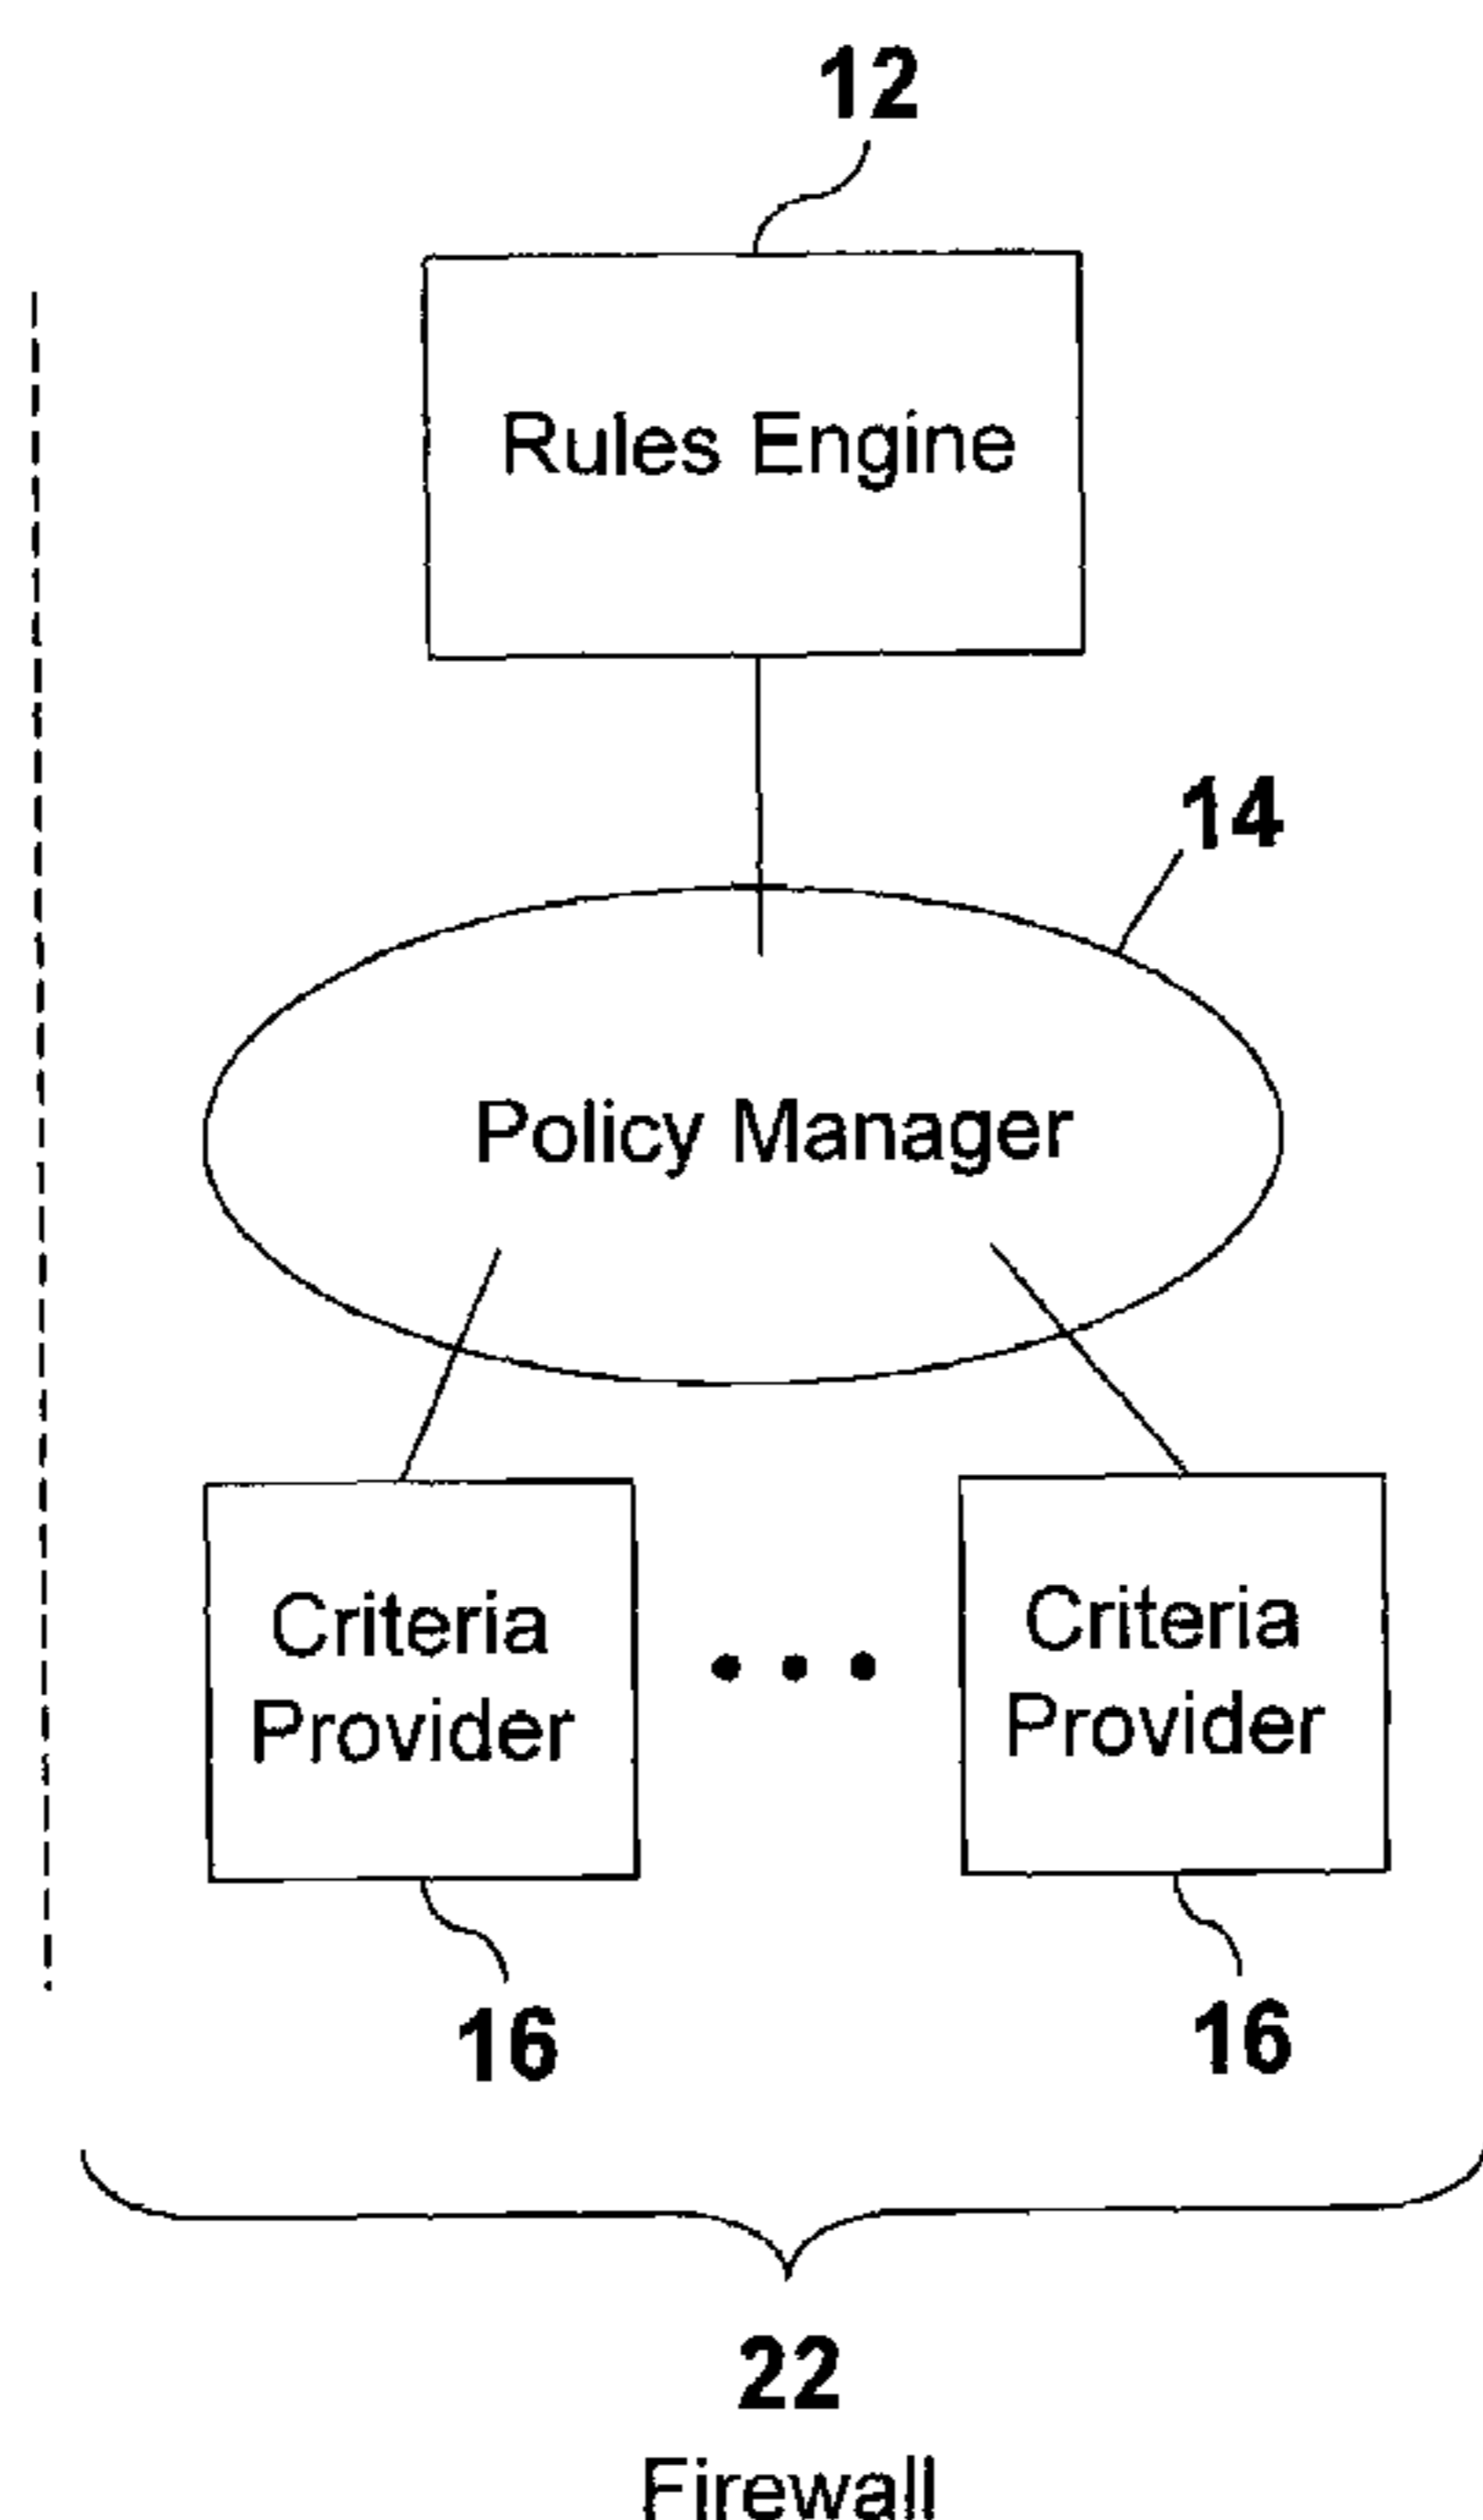 12
Rules Engine
14
Policy Manager
Criteria
Provider
Criteria
Provider
16
16
22
Firewall